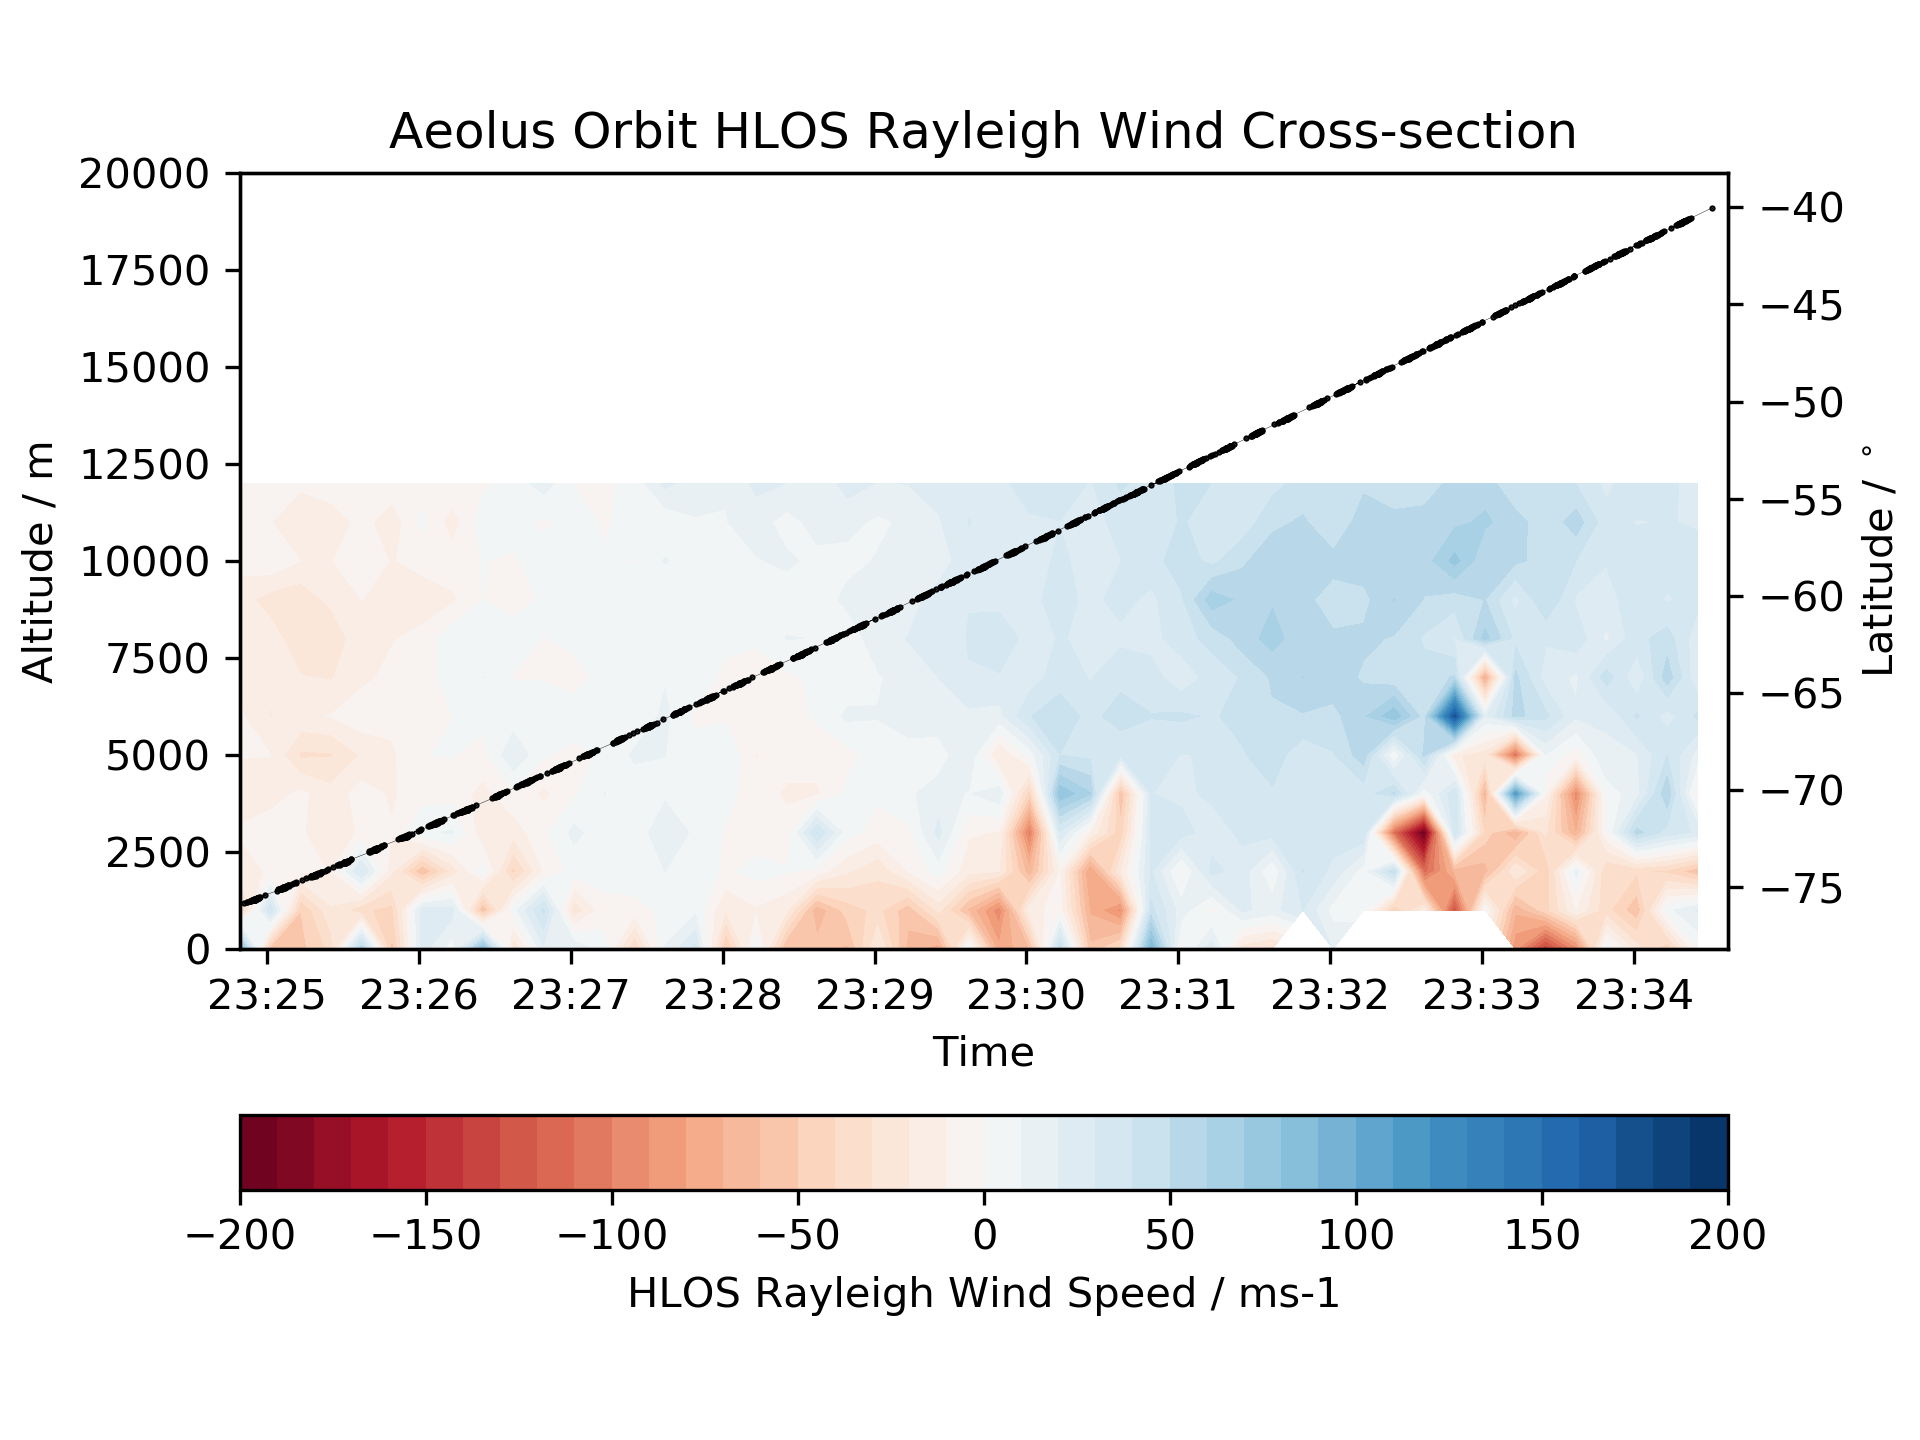 Aeolus Orbit HLOS Rayleigh Wind Cross-section
20000
17500
15000
12500
10000
7500
5000
2500
0
Altitude / m
−40
−45
−50
−55
−60
−65
−70
−75
Latitude / °
23:25 23:26 23:27 23:28 23:29 23:30 23:31 23:32 23:33 23:34
Time
−200 −150 −100 −50 0 50 100 150 200
HLOS Rayleigh Wind Speed / ms-1